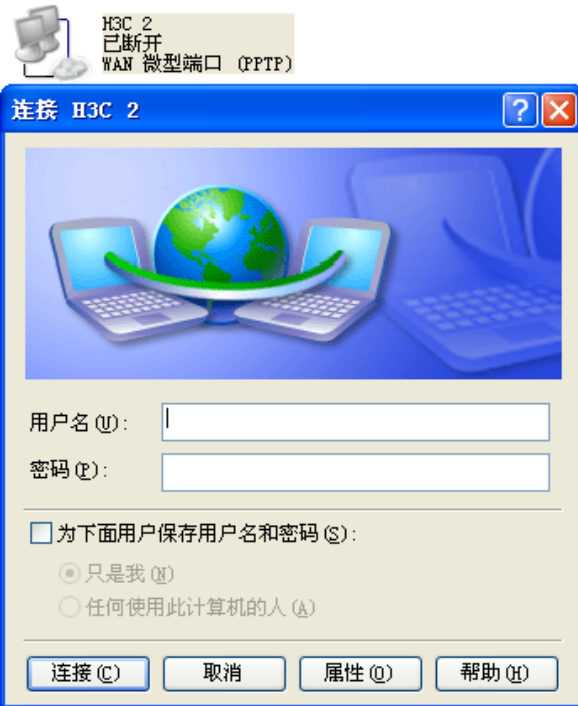 H3C 2
已断开
WAN 微型端口 (PPTP)
连接 H3C 2
用户名(U):
密码(P):
为下面用户保存用户名和密码(S):
只是我(N)
任何使用此计算机的人(A)
连接(C)
取消
属性(O)
帮助(H)